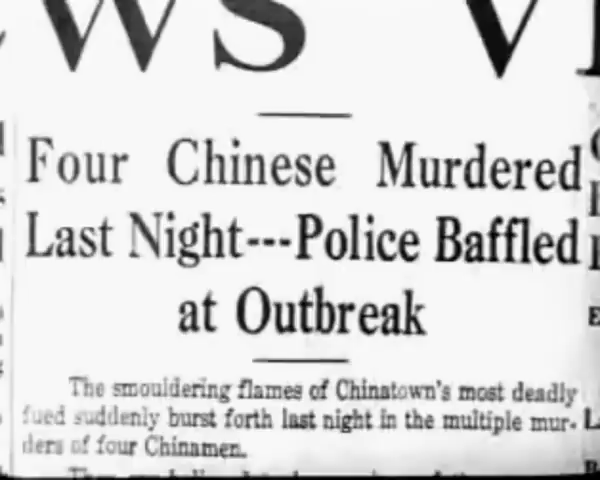 WS V
Four Chinese Murdered
Last Night---Police Baffled
at Outbreak
The smouldering flames of Chinatown's most deadly
fued suddenly burst forth last night in the multiple mur-
ders of four Chinamen.